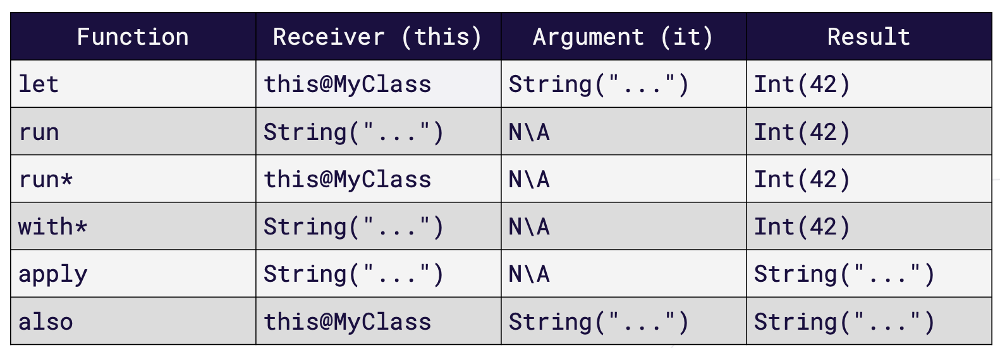 Function Receiver (this) Argument (it) Result
let this@MyClass String("...") Int(42)
run String("...") N\A Int(42)
run* this@MyClass N\A Int(42)
with* String("...") N\A Int(42)
apply String("...") N\A String("...")
also this@MyClass String("...") String("...")